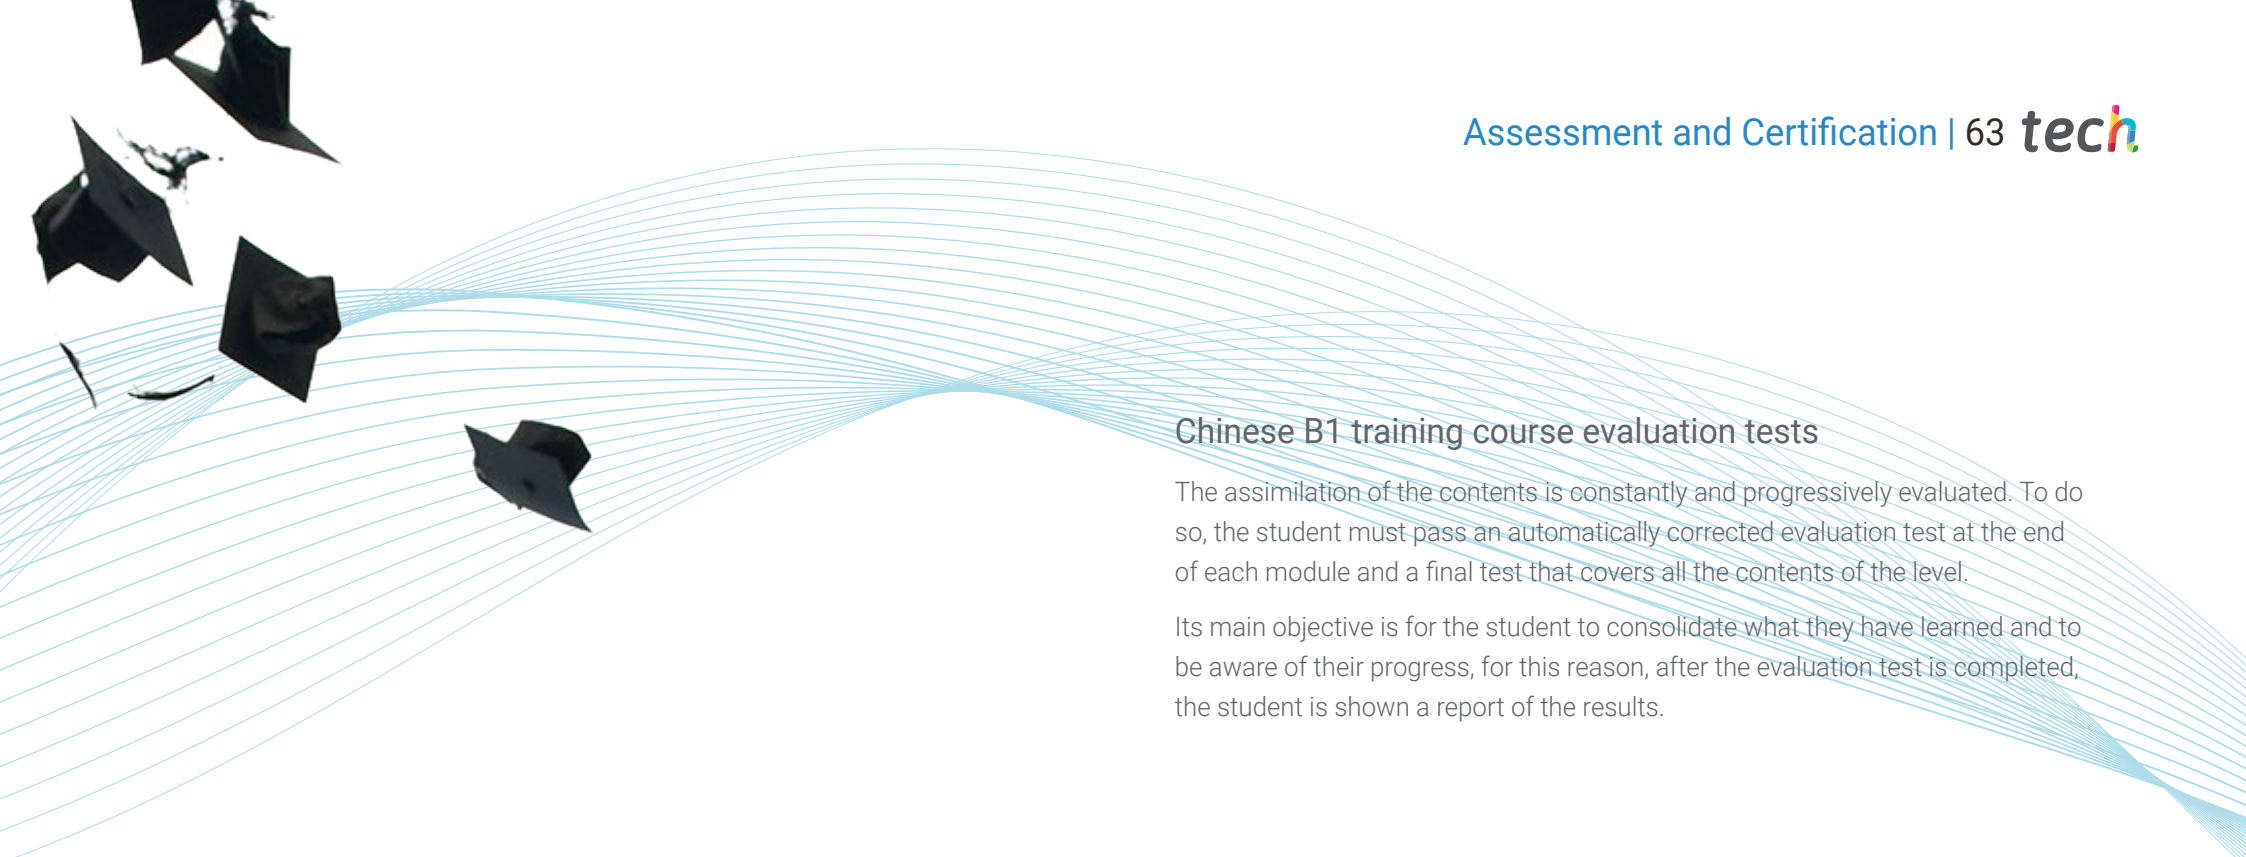 Assessment and Certification | 63 tech
Chinese B1 training course evaluation tests
The assimilation of the contents is constantly and progressively evaluated. To do
so, the student must pass an automatically corrected evaluation test at the end
of each module and a final test that covers all the contents of the level.
Its main objective is for the student to consolidate what they have learned and to
be aware of their progress, for this reason, after the evaluation test is completed,
the student is shown a report of the results.